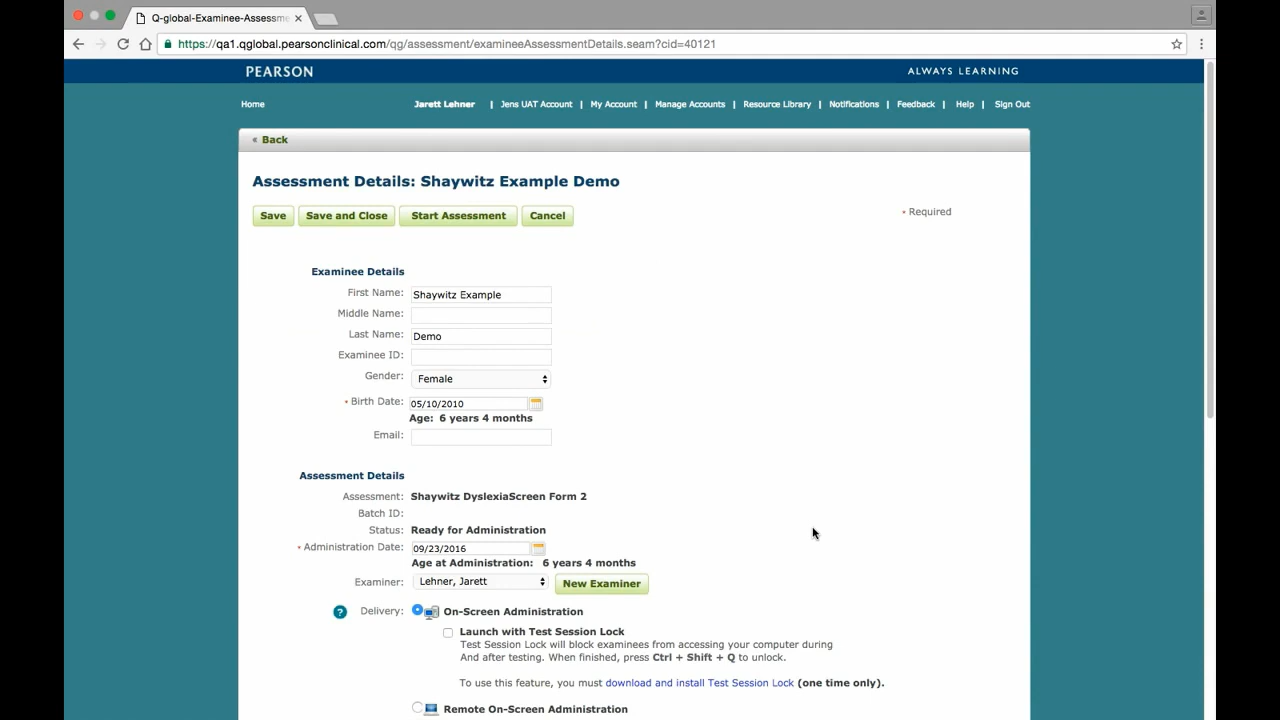 Q-global-Examinee-Assessme
https://qa1.qglobal.pearsonclinical.com/qg/assessment/examineeAssessmentDetails.seam?cid=40121
PEARSON ALWAYS LEARNING
Home Jarett Lehner | Jens UAT Account | My Account | Manage Accounts | Resource Library | Notifications | Feedback | Help | Sign Out
« Back
Assessment Details: Shaywitz Example Demo
Save Save and Close Start Assessment Cancel • Required
Examinee Details
First Name: Shaywitz Example
Middle Name:
Last Name: Demo
Examinee ID:
Gender: Female
• Birth Date: 05/10/2010
Age: 6 years 4 months
Email:
Assessment Details
Assessment: Shaywitz DyslexiaScreen Form 2
Batch ID:
Status: Ready for Administration
• Administration Date: 09/23/2016
Age at Administration: 6 years 4 months
Examiner: Lehner, Jarett New Examiner
? Delivery: On-Screen Administration
Launch with Test Session Lock
Test Session Lock will block examinees from accessing your computer during
And after testing. When finished, press Ctrl + Shift + Q to unlock.
To use this feature, you must download and install Test Session Lock (one time only).
Remote On-Screen Administration